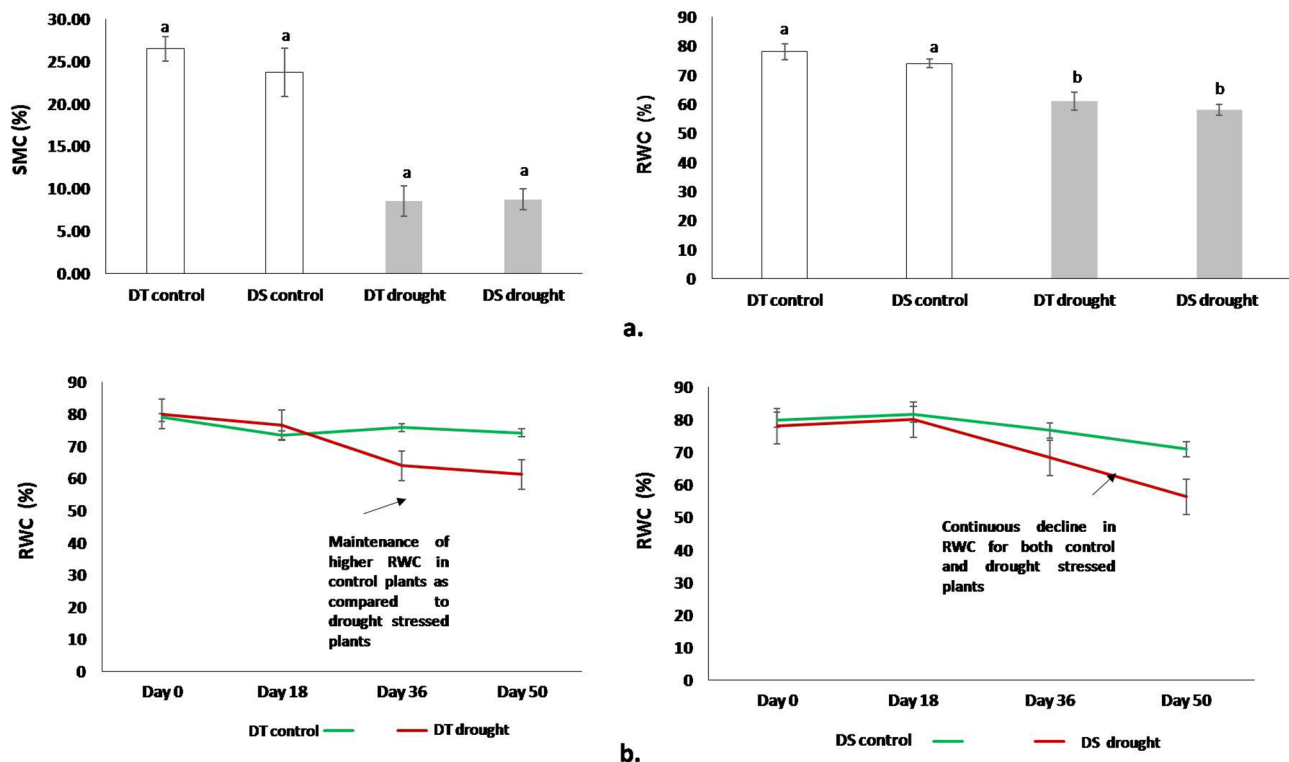 SMC (%)
30.00
25.00
20.00
15.00
10.00
5.00
0.00
a
a
a
a
DT control
DS control
DT drought
DS drought
RWC (%)
90
80
70
60
50
40
30
20
10
0
a
a
b
b
DT control
DS control
DT drought
DS drought
a.
RWC (%)
90
80
70
60
50
40
30
20
10
0
Maintenance of
higher RWC in
control plants as
compared to
drought stressed
plants
Day 0
Day 18
Day 36
Day 50
DT control
DT drought
RWC (%)
90
80
70
60
50
40
30
20
10
0
Continuous decline in
RWC for both control
and drought stressed
plants
Day 0
Day 18
Day 36
Day 50
DS control
DS drought
b.